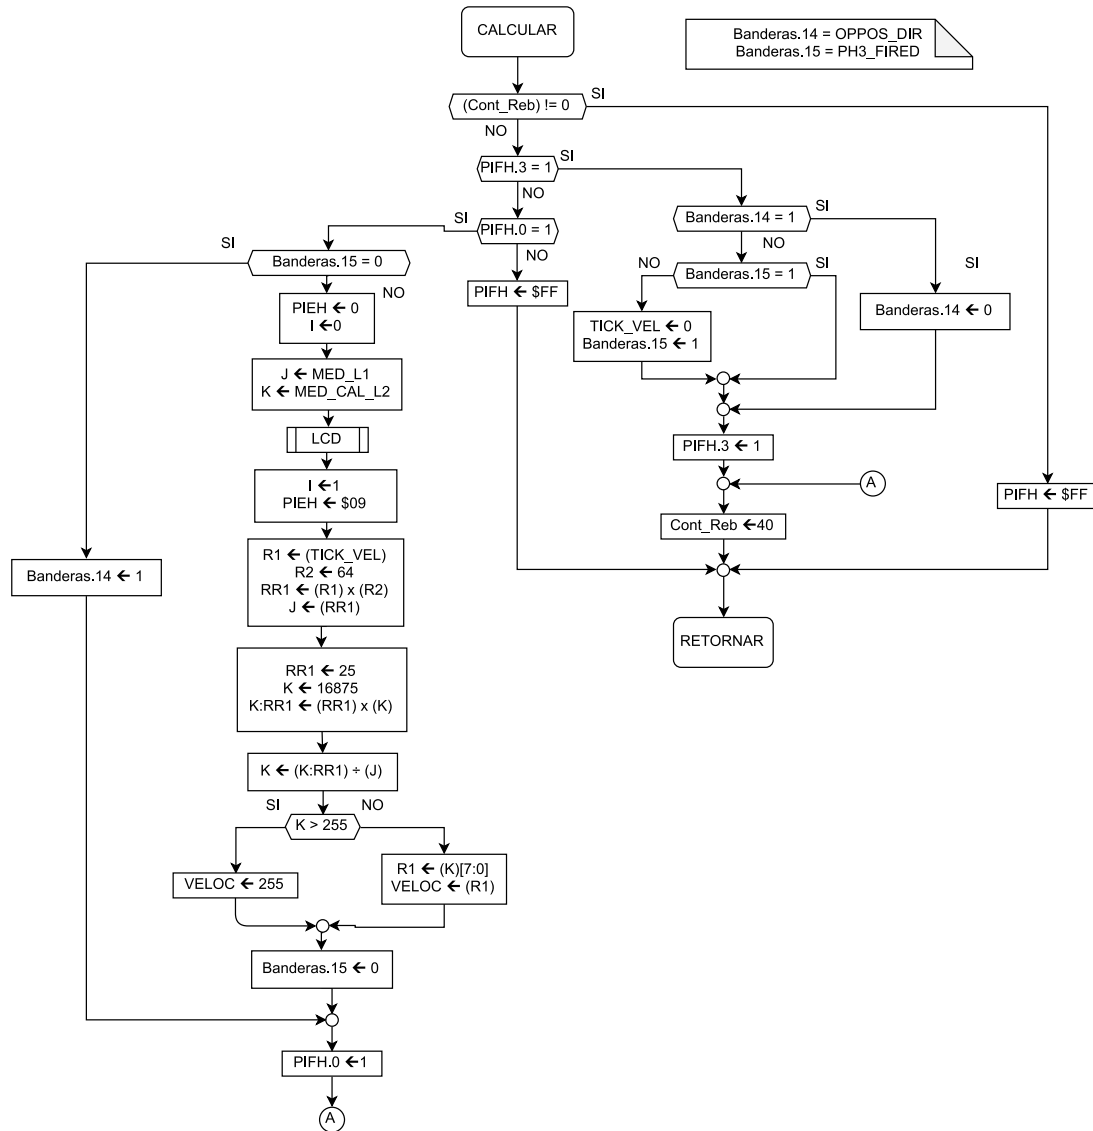 CALCULAR
Banderas.14 = OPPOS_DIR
Banderas.15 = PH3_FIRED
(Cont_Reb) != 0
SI
NO
PIFH.3 = 1
SI
NO
PIFH.0 = 1
SI
NO
Banderas.14 = 1
SI
NO
Banderas.15 = 0
SI
NO
Banderas.15 = 1
NO
SI
SI
PIEH ← 0
I ←0
PIFH ← $FF
TICK_VEL ← 0
Banderas.15 ← 1
Banderas.14 ← 0
J ← MED_L1
K ← MED_CAL_L2
LCD
PIFH.3 ← 1
I ←1
PIEH ← $09
A
PIFH ← $FF
Cont_Reb ←40
R1 ← (TICK_VEL)
R2 ← 64
RR1 ← (R1) x (R2)
J ← (RR1)
Banderas.14 ← 1
RETORNAR
RR1 ← 25
K ← 16875
K:RR1 ← (RR1) x (K)
K ← (K:RR1) ÷ (J)
SI
NO
K > 255
VELOC ← 255
R1 ← (K)[7:0]
VELOC ← (R1)
Banderas.15 ← 0
PIFH.0 ←1
A